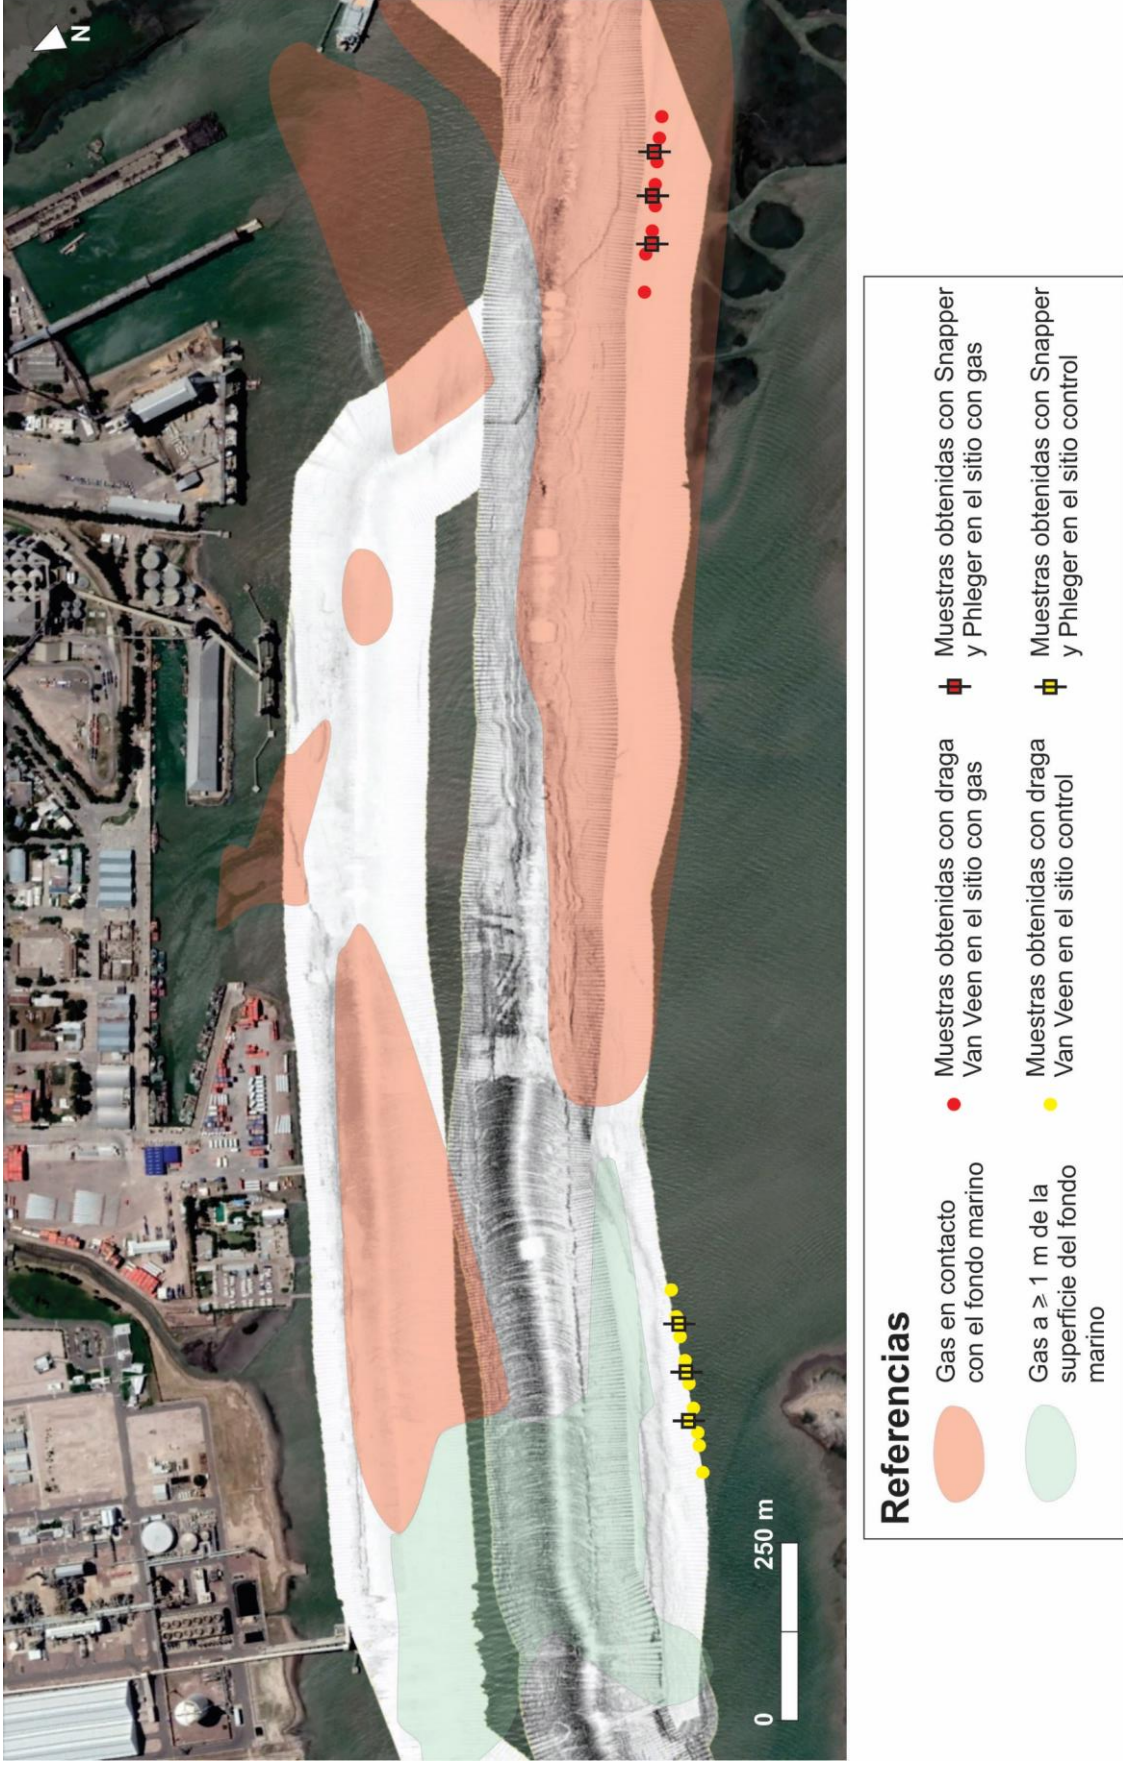 N
0
250 m
Referencias
Gas en contacto
con el fondo marino
Gas a ≥ 1 m de la
superficie del fondo
marino
Muestras obtenidas con draga
Van Veen en el sitio con gas
Muestras obtenidas con draga
Van Veen en el sitio control
Muestras obtenidas con Snapper
y Phleger en el sitio con gas
Muestras obtenidas con Snapper
y Phleger en el sitio control